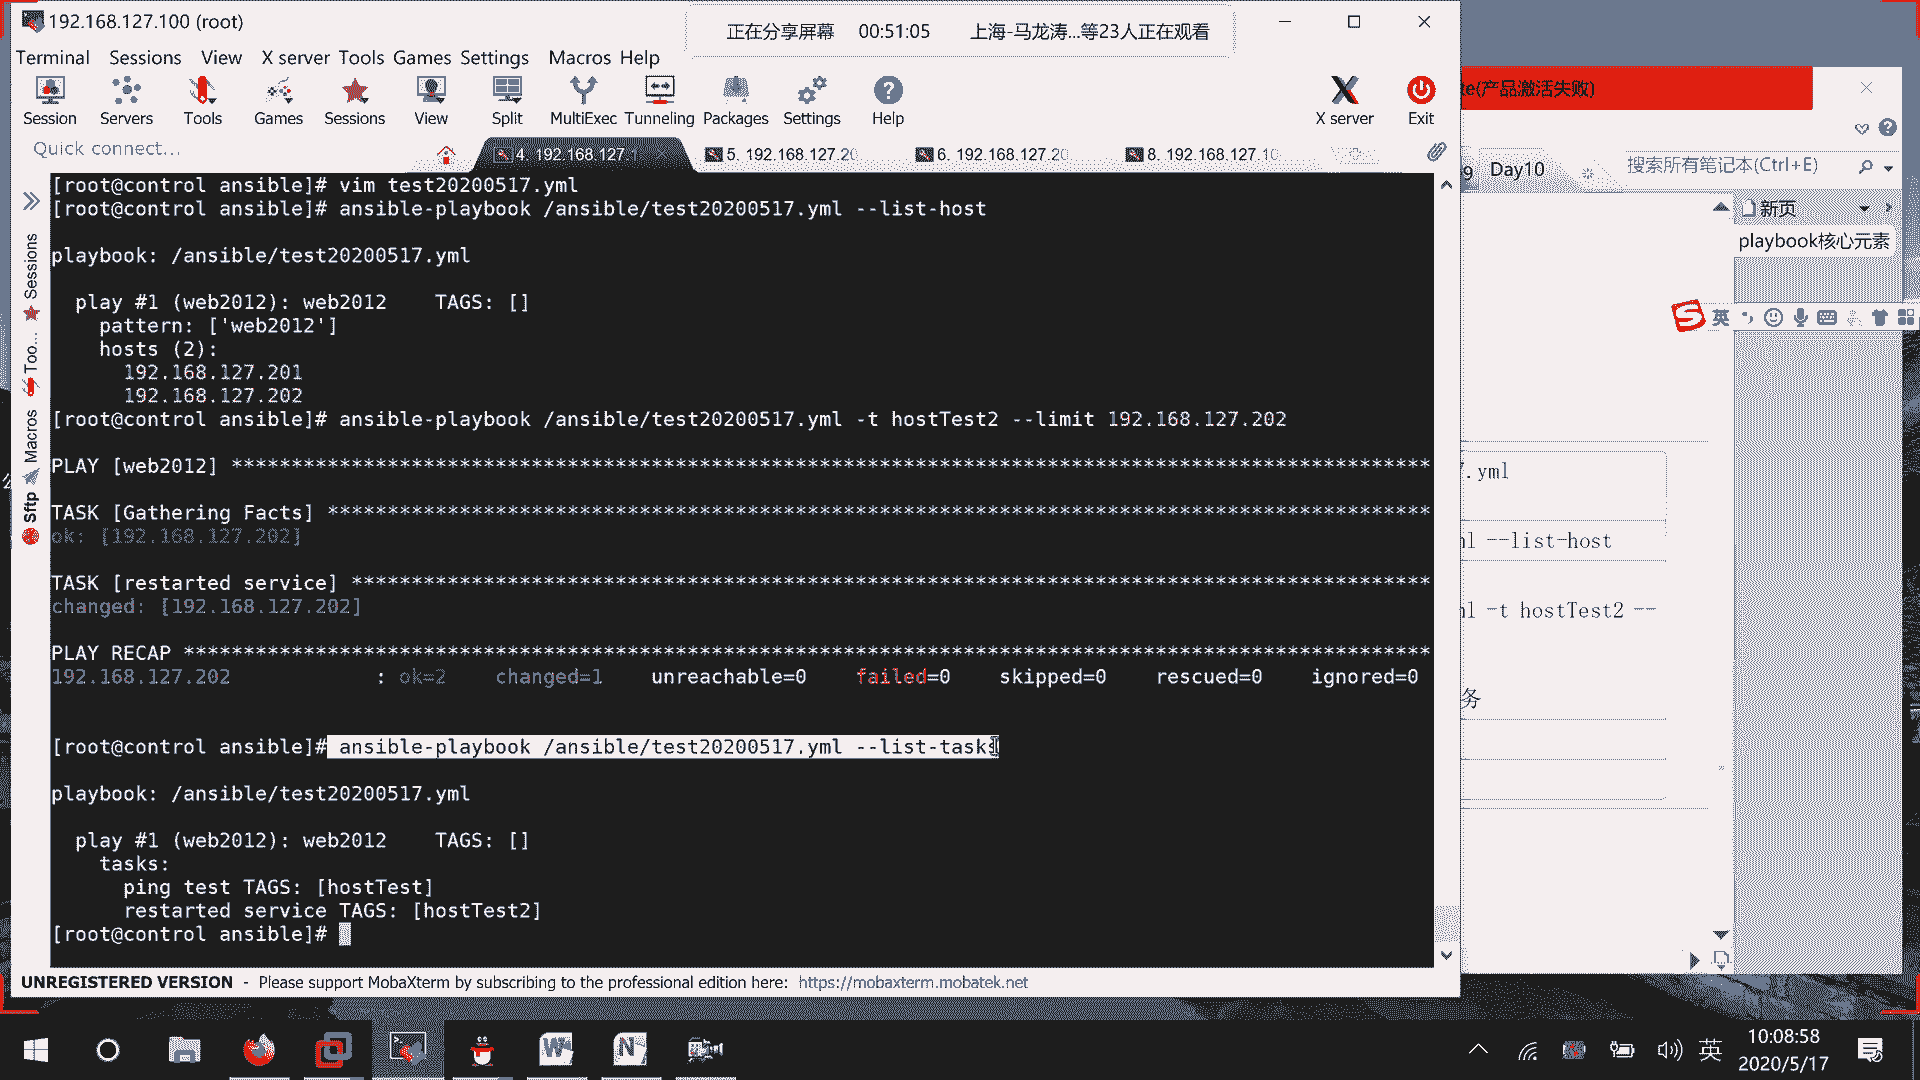 192.168.127.100 (root)
正在分享屏幕 00:51:05 上海-马龙涛...等23人正在观看
Terminal Sessions View X server Tools Games Settings Macros Help
Session Servers Tools Games Sessions View Split MultiExec Tunneling Packages Settings Help X server Exit
Quick connect...
4. 192.168.127.1
5. 192.168.127.20
6. 192.168.127.20
8. 192.168.127.10
Sessions
Too...
Macros
Sftp
[root@control ansible]# vim test20200517.yml
[root@control ansible]# ansible-playbook /ansible/test20200517.yml --list-host
playbook: /ansible/test20200517.yml
play #1 (web2012): web2012 TAGS: []
pattern: ['web2012']
hosts (2):
192.168.127.201
192.168.127.202
[root@control ansible]# ansible-playbook /ansible/test20200517.yml -t hostTest2 --limit 192.168.127.202
PLAY [web2012] *******************************************************************************************
TASK [Gathering Facts] ***********************************************************************************
ok: [192.168.127.202]
TASK [restarted service] *********************************************************************************
changed: [192.168.127.202]
PLAY RECAP ***********************************************************************************************
192.168.127.202 : ok=2 changed=1 unreachable=0 failed=0 skipped=0 rescued=0 ignored=0
[root@control ansible]# ansible-playbook /ansible/test20200517.yml --list-tasks
playbook: /ansible/test20200517.yml
play #1 (web2012): web2012 TAGS: []
tasks:
ping test TAGS: [hostTest]
restarted service TAGS: [hostTest2]
[root@control ansible]#
UNREGISTERED VERSION - Please support MobaXterm by subscribing to the professional edition here: https://mobaxterm.mobatek.net
te(产品激活失败)
9 Day10
搜索所有笔记本(Ctrl+E)
新页
playbook核心元素
英
7.yml
ml --list-host
ml -t hostTest2 --
务
英
10:08:58
2020/5/17